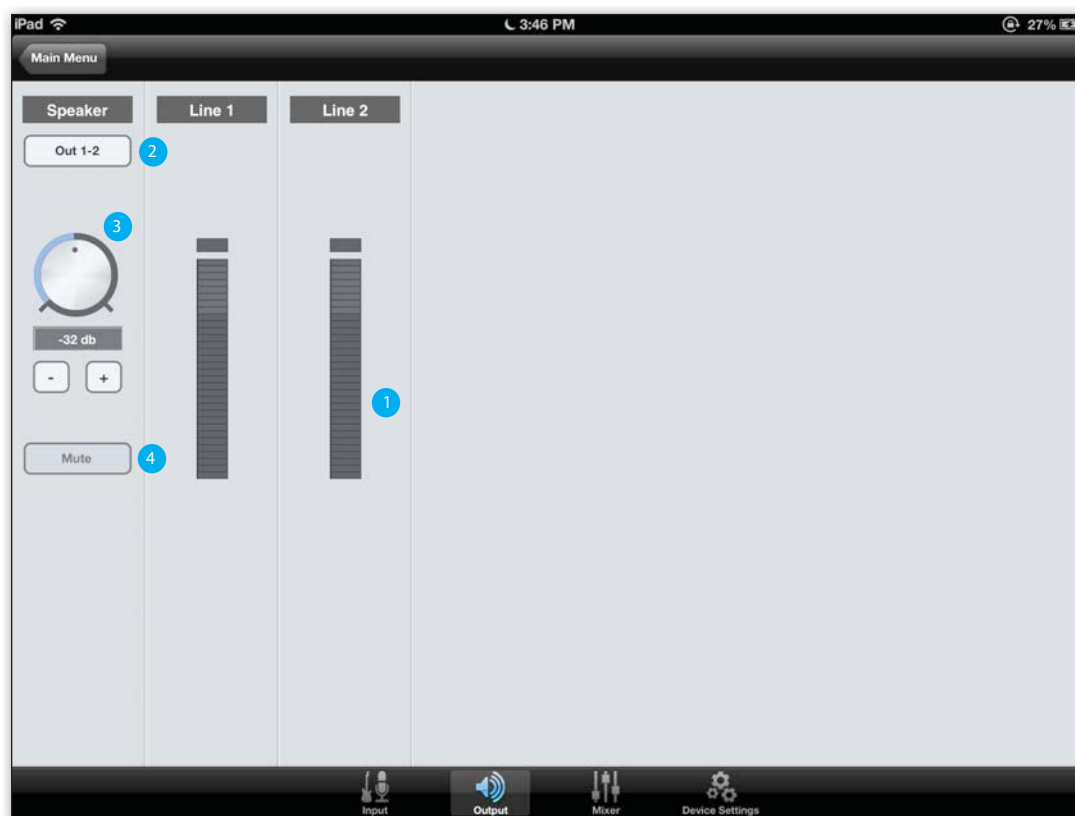 iPad 3:46 PM 27%
Main Menu
Speaker Line 1 Line 2
Out 1-2 2
3
-32 db
- +
1
Mute 4
Input Output Mixer Device Settings